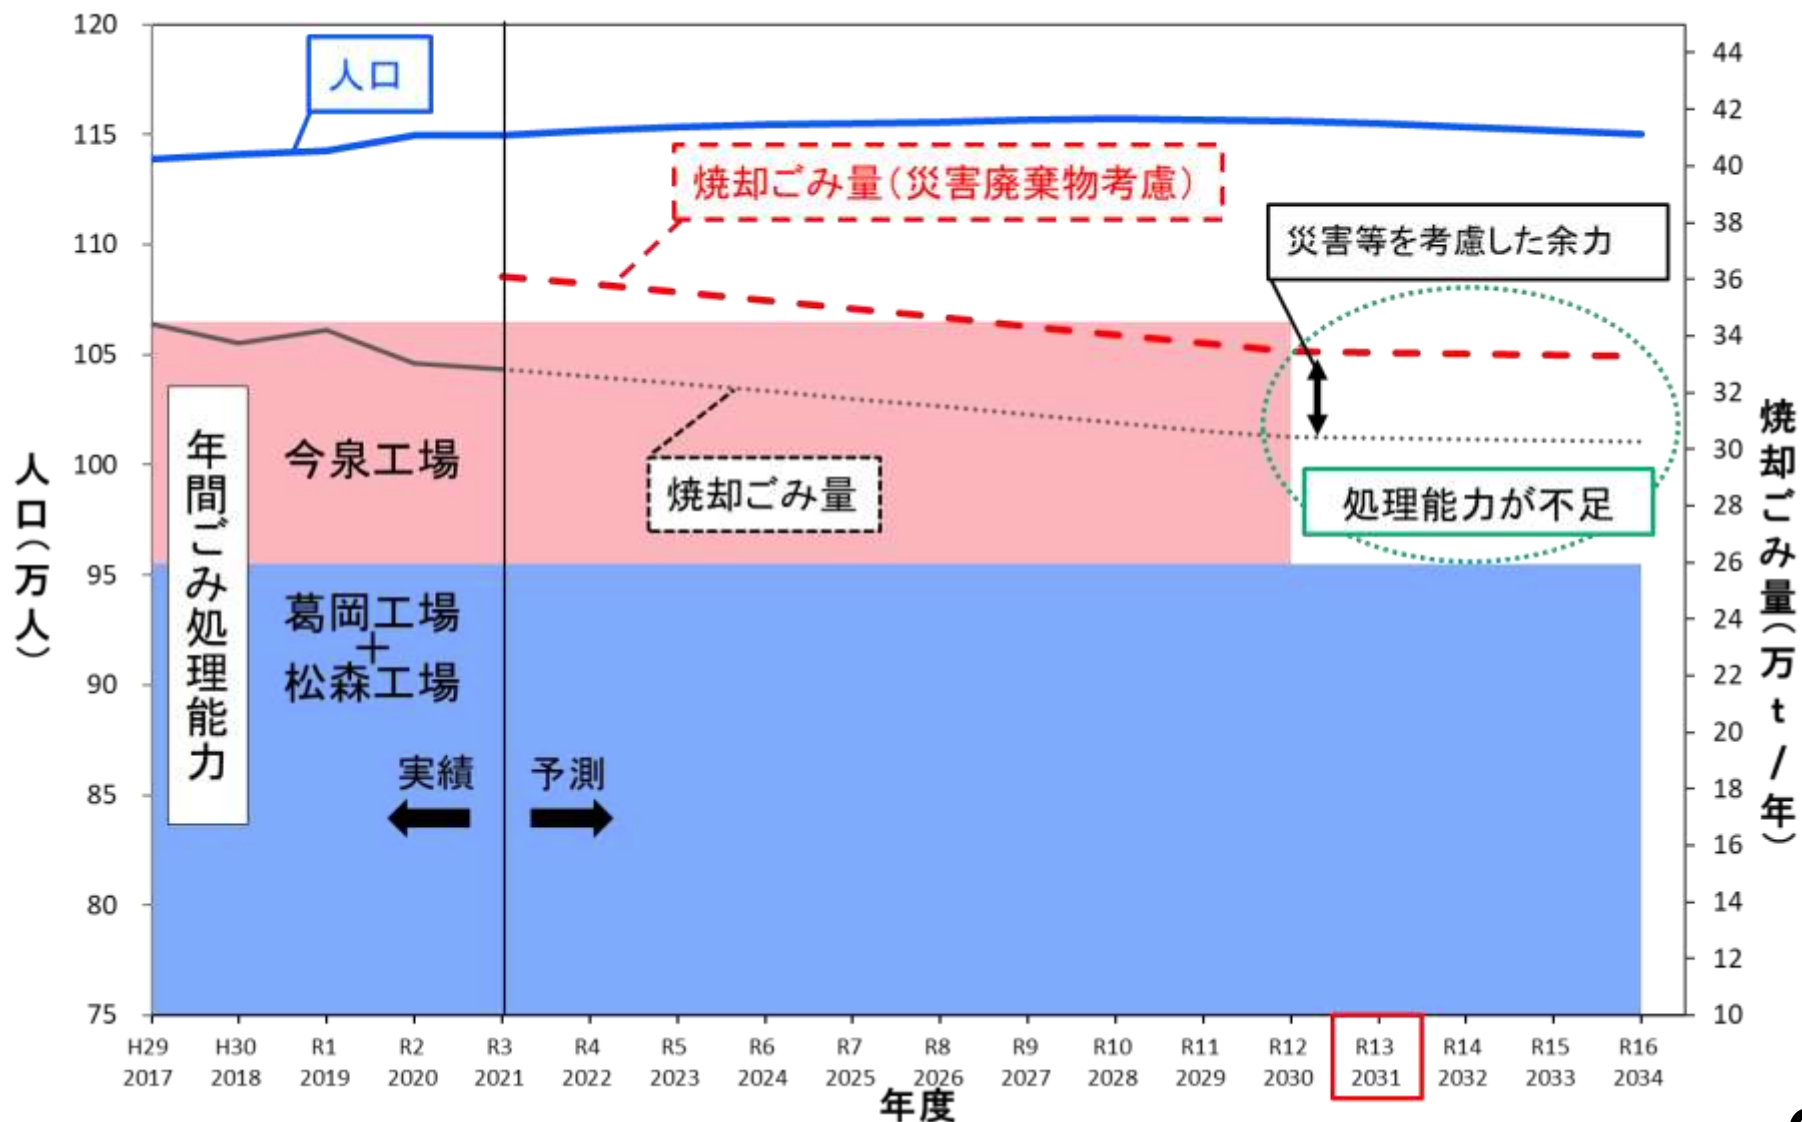 人口
焼却ごみ量(災害廃棄物考慮)
災害等を考慮した余力
焼却ごみ量
処理能力が不足
年間ごみ処理能力
今泉工場
葛岡工場
+
松森工場
実績
予測
人口(万人)
120
115
110
105
100
95
90
85
80
75
焼却ごみ量(万t/年)
44
42
40
38
36
34
32
30
28
26
24
22
20
18
16
14
12
10
H29 H30 R1 R2 R3 R4 R5 R6 R7 R8 R9 R10 R11 R12 R13 R14 R15 R16
2017 2018 2019 2020 2021 2022 2023 2024 2025 2026 2027 2028 2029 2030 2031 2032 2033 2034
年度